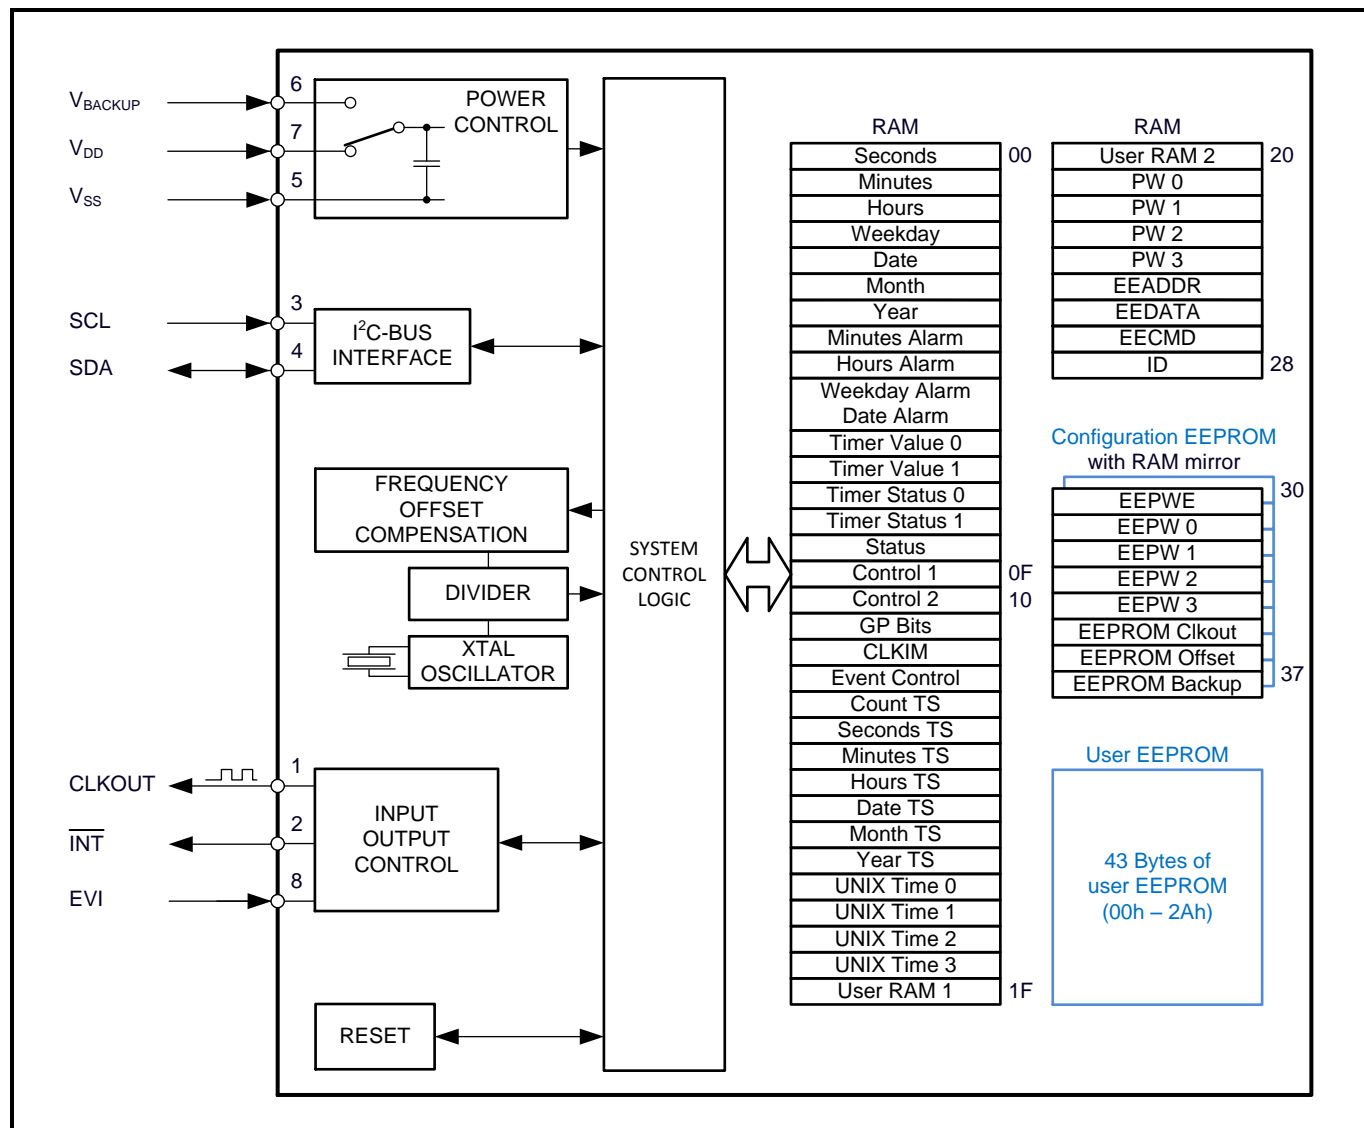 V_BACKUP
6
V_DD
7
V_SS
5
POWER
CONTROL
SCL
3
SDA
4
I²C-BUS
INTERFACE
FREQUENCY
OFFSET
COMPENSATION
DIVIDER
XTAL
OSCILLATOR
CLKOUT
1
INT
2
EVI
8
INPUT
OUTPUT
CONTROL
RESET
SYSTEM
CONTROL
LOGIC
RAM
Seconds 00
Minutes
Hours
Weekday
Date
Month
Year
Minutes Alarm
Hours Alarm
Weekday Alarm
Date Alarm
Timer Value 0
Timer Value 1
Timer Status 0
Timer Status 1
Status
Control 1 0F
Control 2 10
GP Bits
CLKIM
Event Control
Count TS
Seconds TS
Minutes TS
Hours TS
Date TS
Month TS
Year TS
UNIX Time 0
UNIX Time 1
UNIX Time 2
UNIX Time 3
User RAM 1 1F
RAM
User RAM 2 20
PW 0
PW 1
PW 2
PW 3
EEADDR
EEDATA
EECMD
ID 28
Configuration EEPROM
with RAM mirror
EEPWE 30
EEPW 0
EEPW 1
EEPW 2
EEPW 3
EEPROM Clkout
EEPROM Offset
EEPROM Backup 37
User EEPROM
43 Bytes of
user EEPROM
(00h – 2Ah)